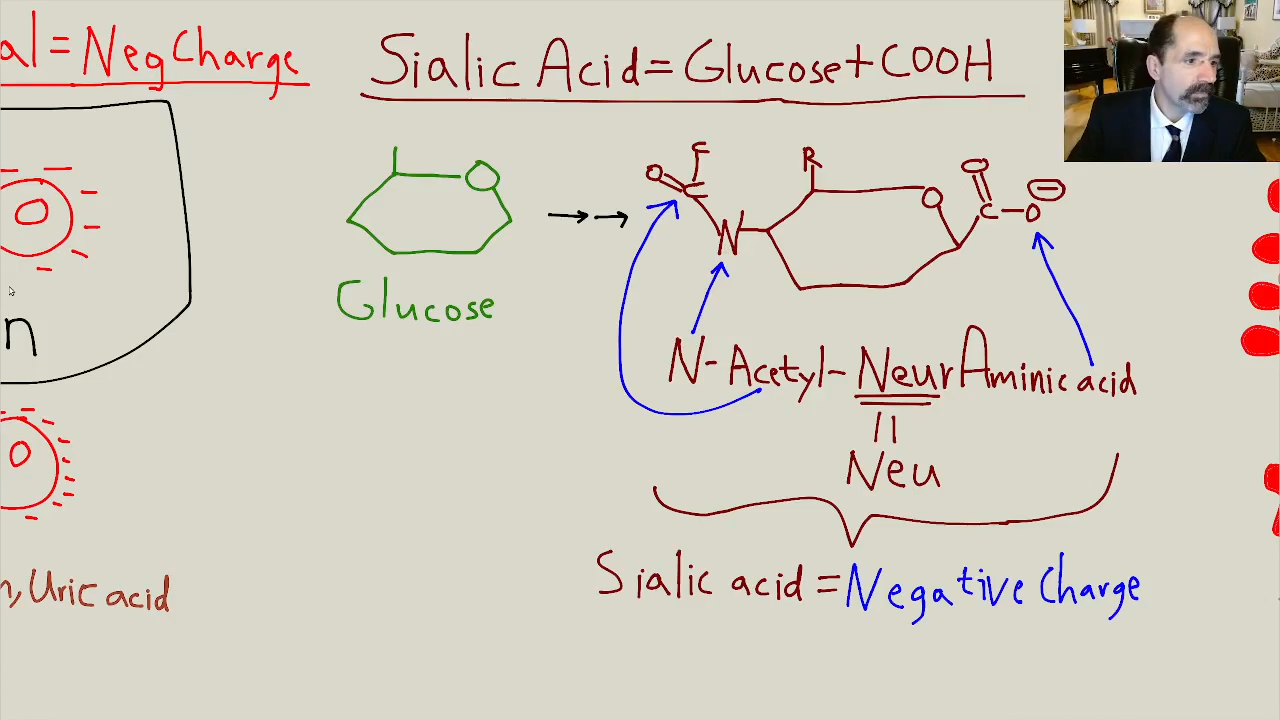 al = Neg Charge
Sialic Acid = Glucose + COOH
O
C
C
R
O
O
C
O
N
Glucose
n
N-Acetyl-NeurAminic acid
Neu
Sialic acid = Negative Charge
n, Uric acid